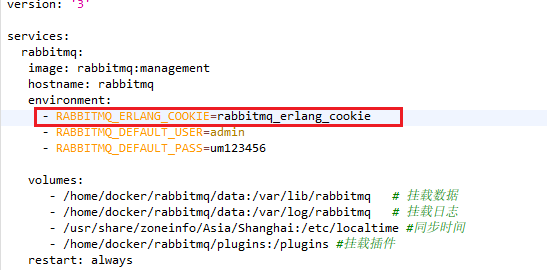 version: '3'
services:
rabbitmq:
image: rabbitmq:management
hostname: rabbitmq
environment:
- RABBITMQ_ERLANG_COOKIE=rabbitmq_erlang_cookie
- RABBITMQ_DEFAULT_USER=admin
- RABBITMQ_DEFAULT_PASS=um123456
volumes:
- /home/docker/rabbitmq/data:/var/lib/rabbitmq # 挂载数据
- /home/docker/rabbitmq/data:/var/log/rabbitmq # 挂载日志
- /usr/share/zoneinfo/Asia/Shanghai:/etc/localtime #同步时间
- /home/docker/rabbitmq/plugins:/plugins #挂载插件
restart: always